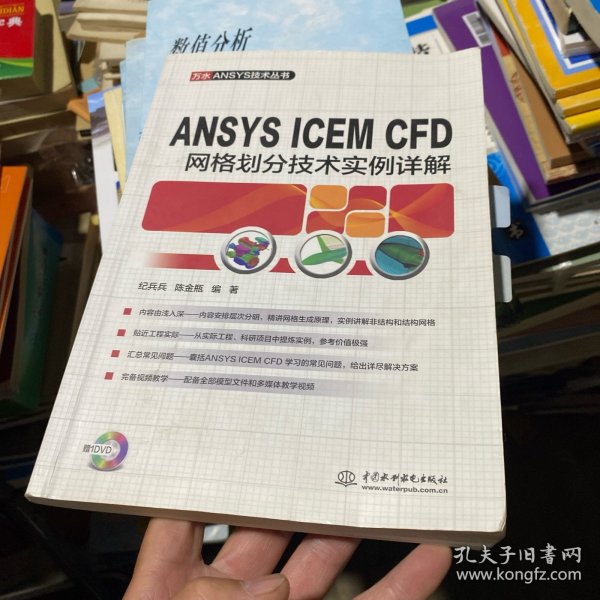 数值分析
万水ANSYS技术丛书
ANSYS ICEM CFD
网格划分技术实例详解
纪兵兵 陈金瓶 编 著
内容由浅入深——内容安排层次分明、精讲网格生成原理,实例讲解非结构和结构网格
贴近工程实际——从实际工程、科研项目中提炼实例,参考价值极强
汇总常见问题——囊括ANSYS ICEM CFD 学习的常见问题,给出详尽解决方案
完备视频教学——配备全部模型文件和多媒体教学视频
赠1DVD
中国水利水电出版社
www.waterpub.com.cn
孔夫子旧书网
www.kongfz.com